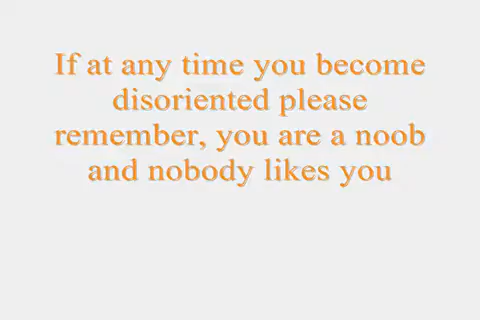 If at any time you become
disoriented please
remember, you are a noob
and nobody likes you